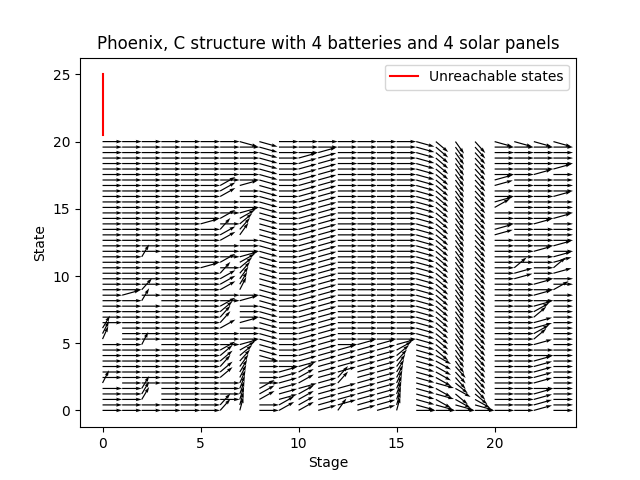 Phoenix, C structure with 4 batteries and 4 solar panels
Unreachable states
25
20
15
10
5
0
State
0
5
10
15
20
Stage